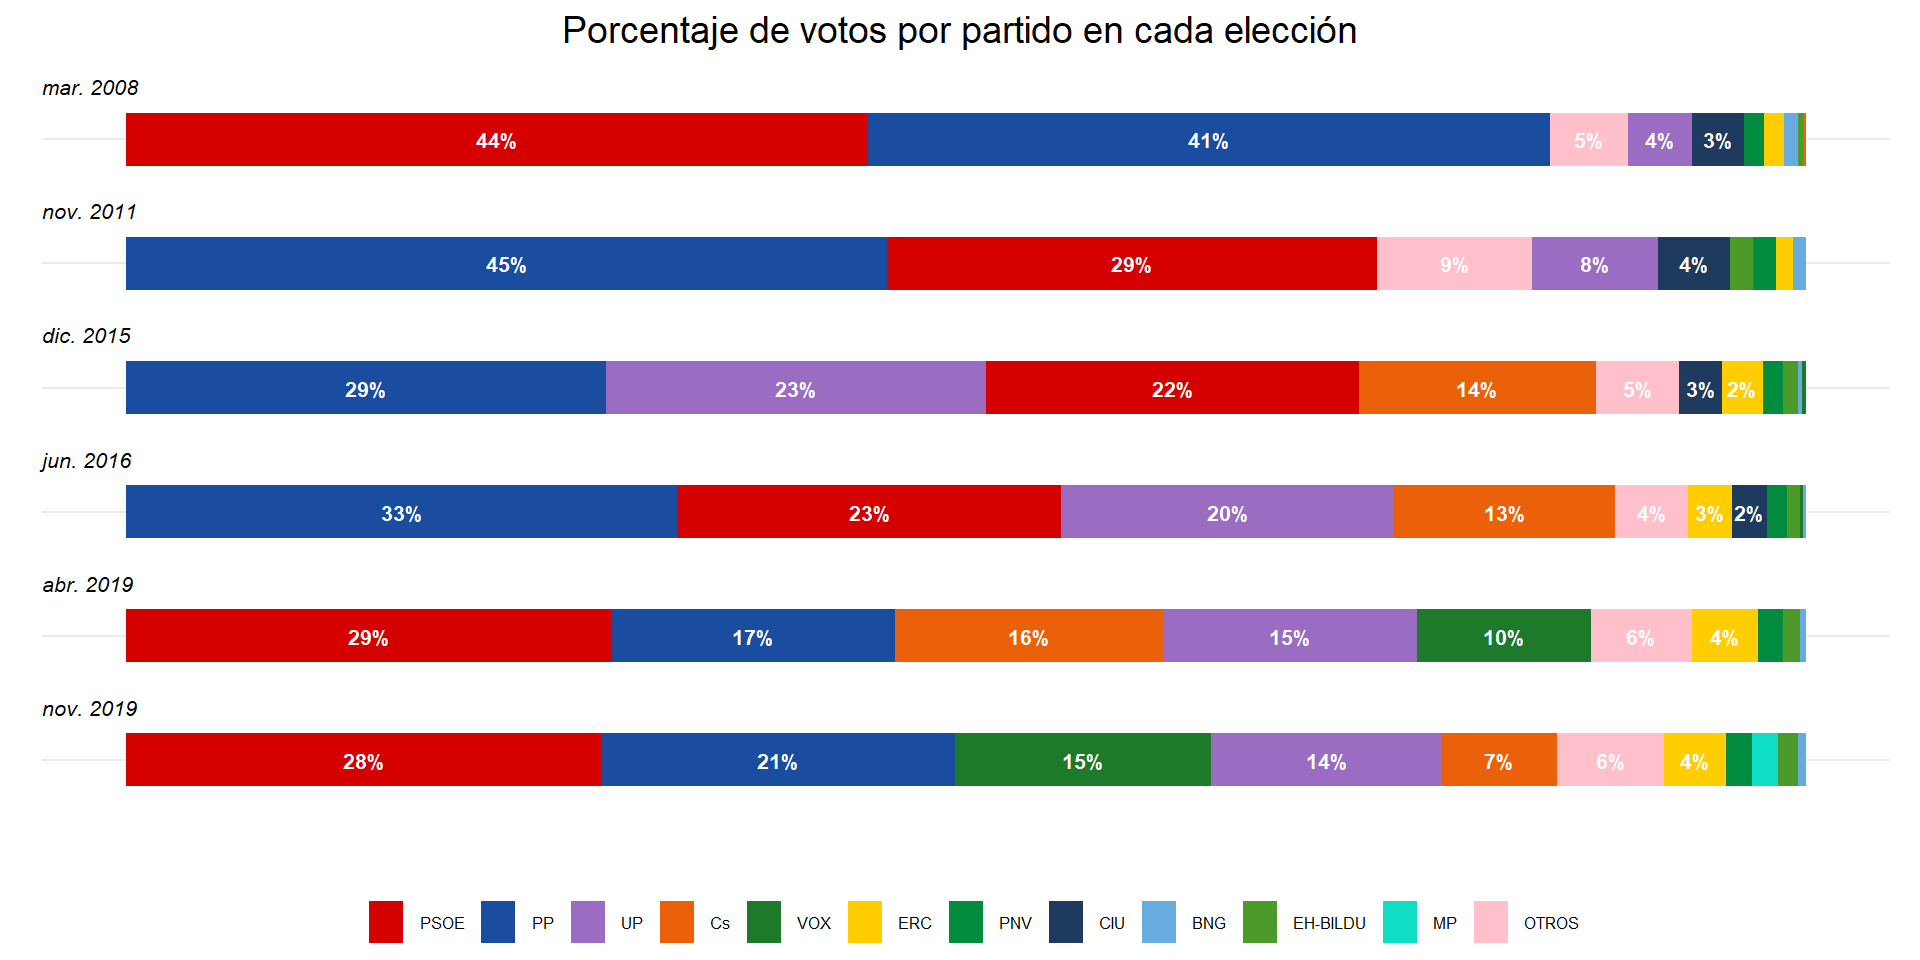 Porcentaje de votos por partido en cada elección
mar. 2008
44% 41% 5% 4% 3%
nov. 2011
45% 29% 9% 8% 4%
dic. 2015
29% 23% 22% 14% 5% 3% 2%
jun. 2016
33% 23% 20% 13% 4% 3% 2%
abr. 2019
29% 17% 16% 15% 10% 6% 4%
nov. 2019
28% 21% 15% 14% 7% 6% 4%
PSOE PP UP Cs VOX ERC PNV CIU BNG EH-BILDU MP OTROS